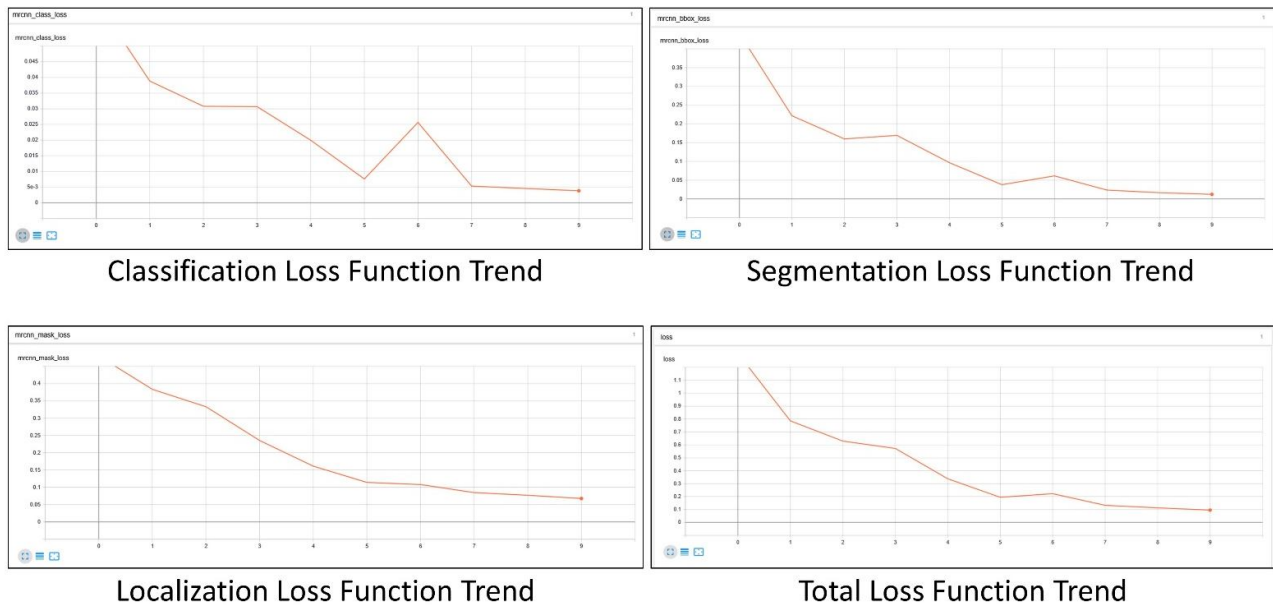 mrcnn_class_loss 1
mrcnn_class_loss
0.045
0.04
0.035
0.03
0.025
0.02
0.015
0.01
5e-3
0
0 1 2 3 4 5 6 7 8 9
Classification Loss Function Trend
mrcnn_bbox_loss 1
mrcnn_bbox_loss
0.35
0.3
0.25
0.2
0.15
0.1
0.05
0
0 1 2 3 4 5 6 7 8 9
Segmentation Loss Function Trend
mrcnn_mask_loss 1
mrcnn_mask_loss
0.4
0.35
0.3
0.25
0.2
0.15
0.1
0.05
0
0 1 2 3 4 5 6 7 8 9
Localization Loss Function Trend
loss 1
loss
1.1
1
0.9
0.8
0.7
0.6
0.5
0.4
0.3
0.2
0.1
0
0 1 2 3 4 5 6 7 8 9
Total Loss Function Trend